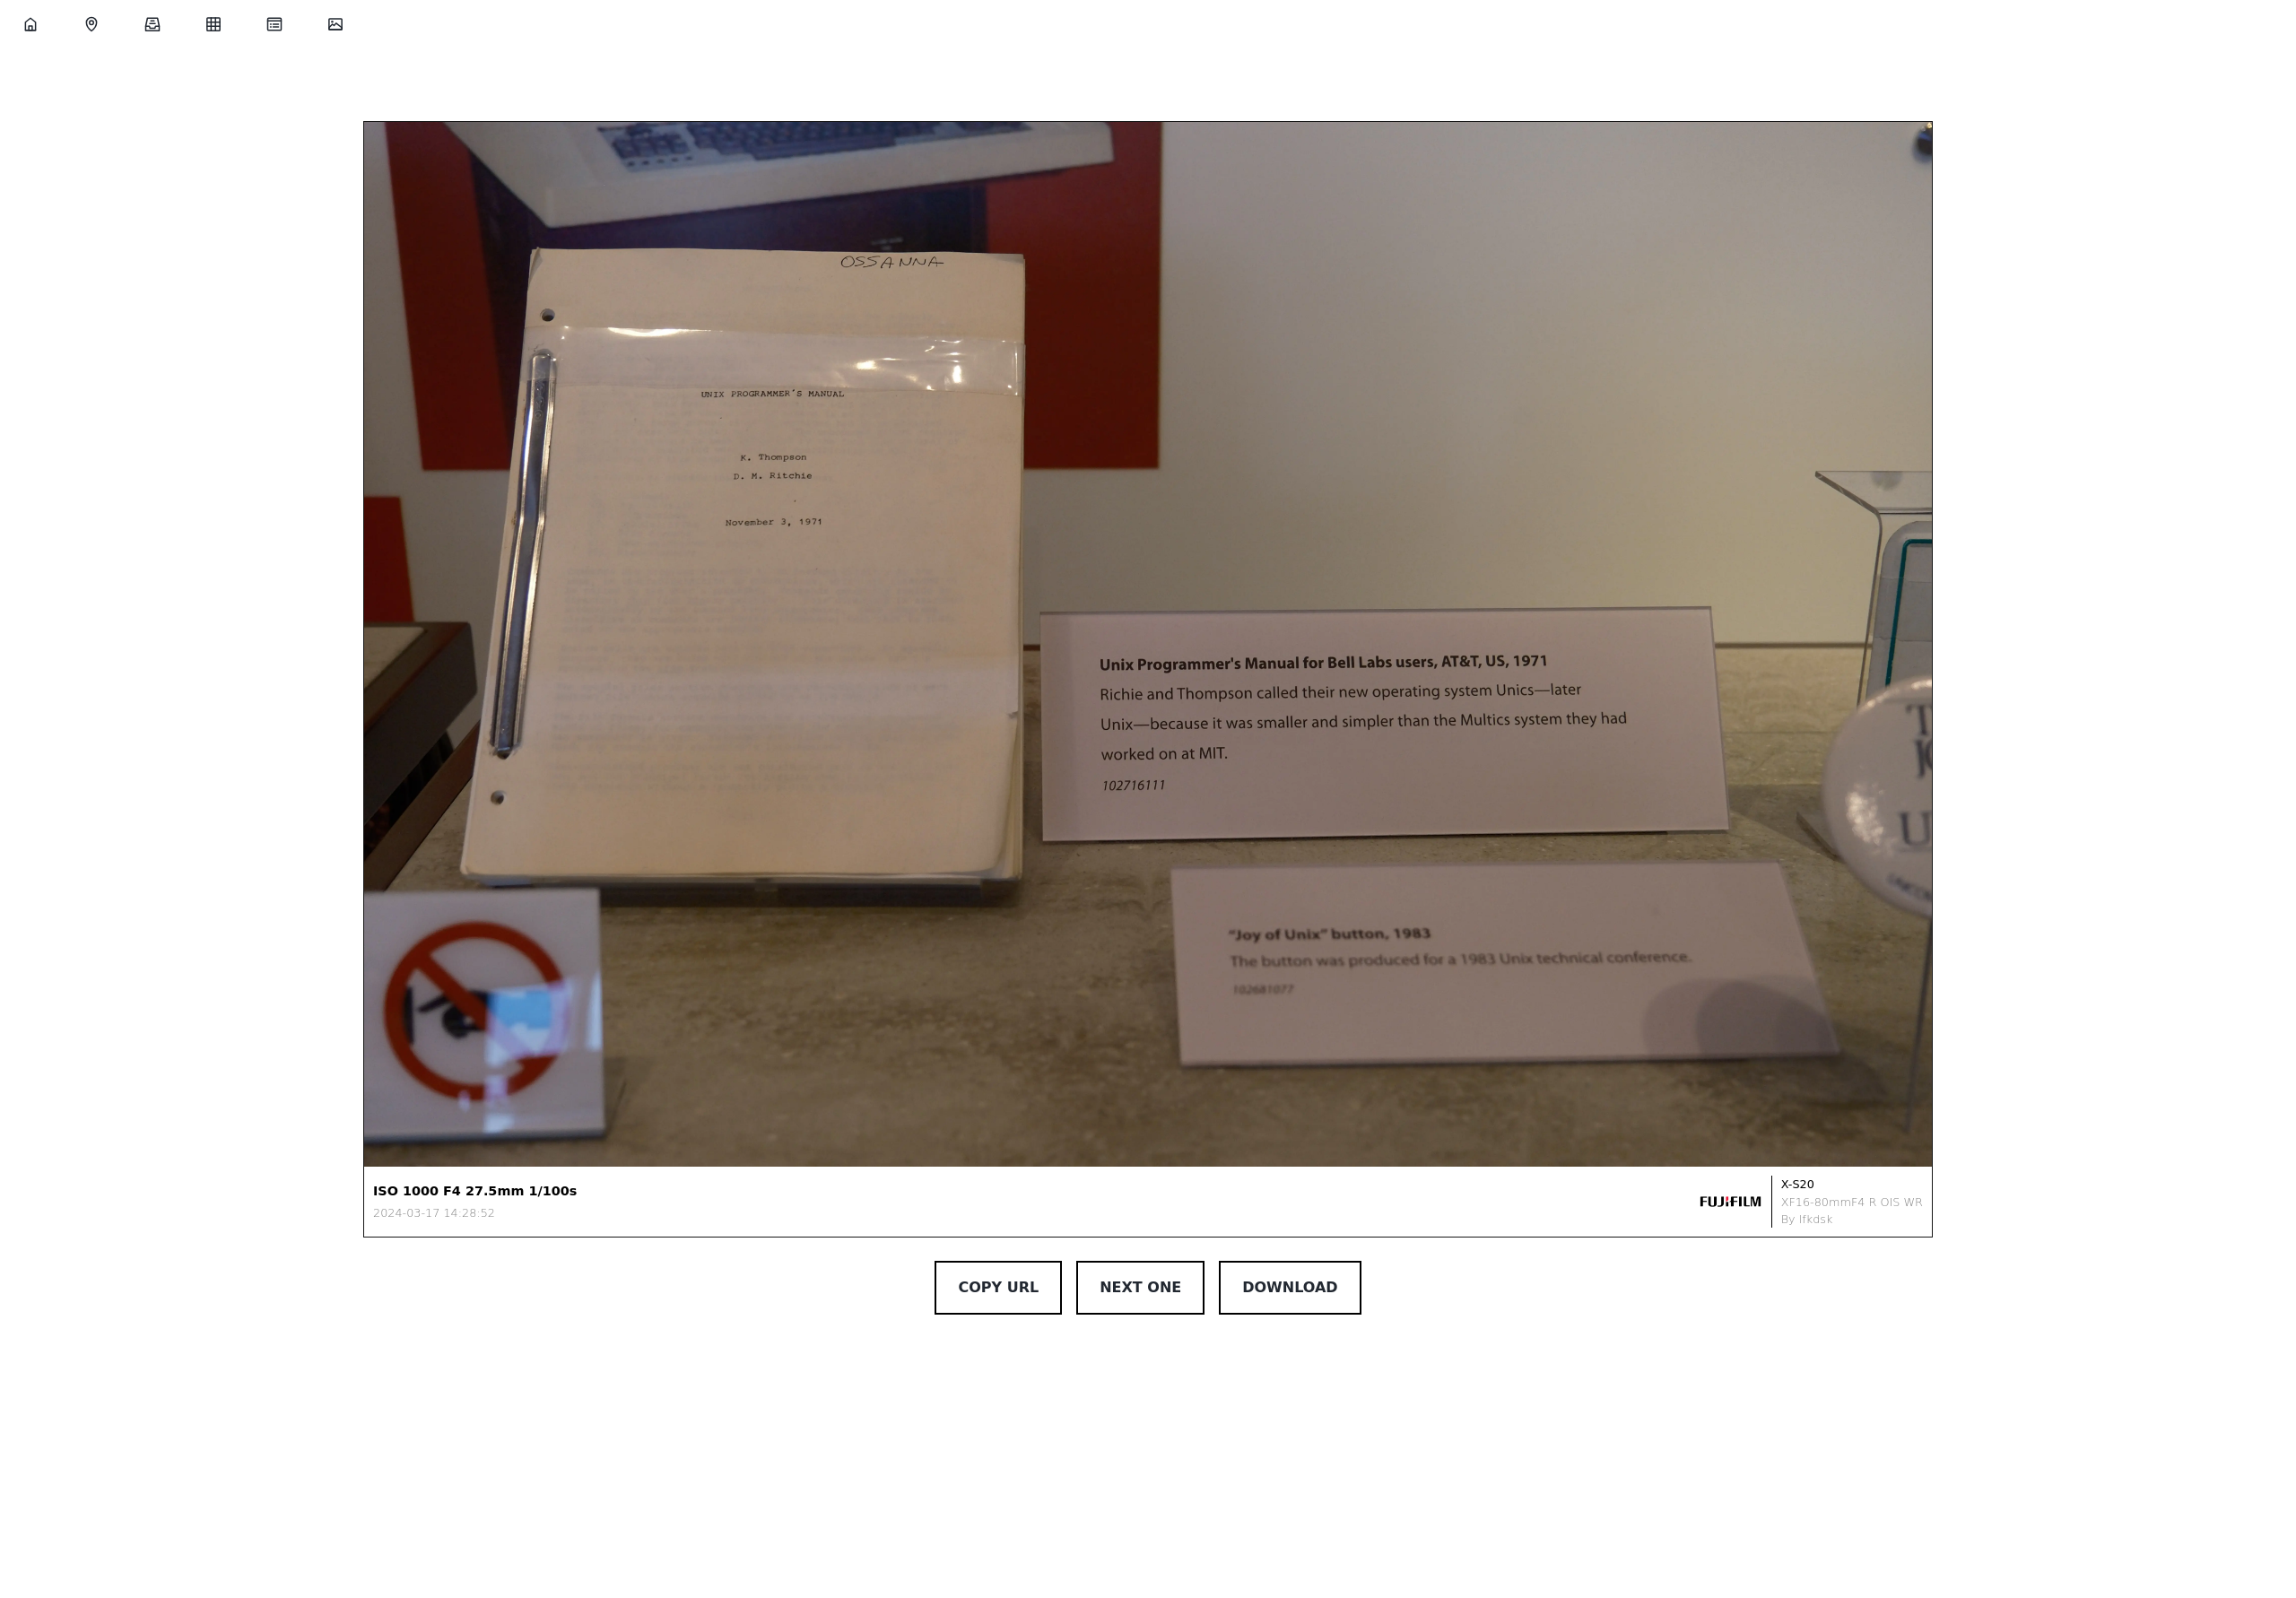 OSSANNA
UNIX PROGRAMMER'S MANUAL
K. Thompson
D. M. Ritchie
November 3, 1971
Unix Programmer's Manual for Bell Labs users, AT&T, US, 1971
Richie and Thompson called their new operating system Unics—later
Unix—because it was smaller and simpler than the Multics system they had
worked on at MIT.
102716111
"Joy of Unix" button, 1983
The button was produced for a 1983 Unix technical conference.
102681077
ISO 1000 F4 27.5mm 1/100s
2024-03-17 14:28:52
FUJIFILM
X-S20
XF16-80mmF4 R OIS WR
By lfkdsk
COPY URL
NEXT ONE
DOWNLOAD